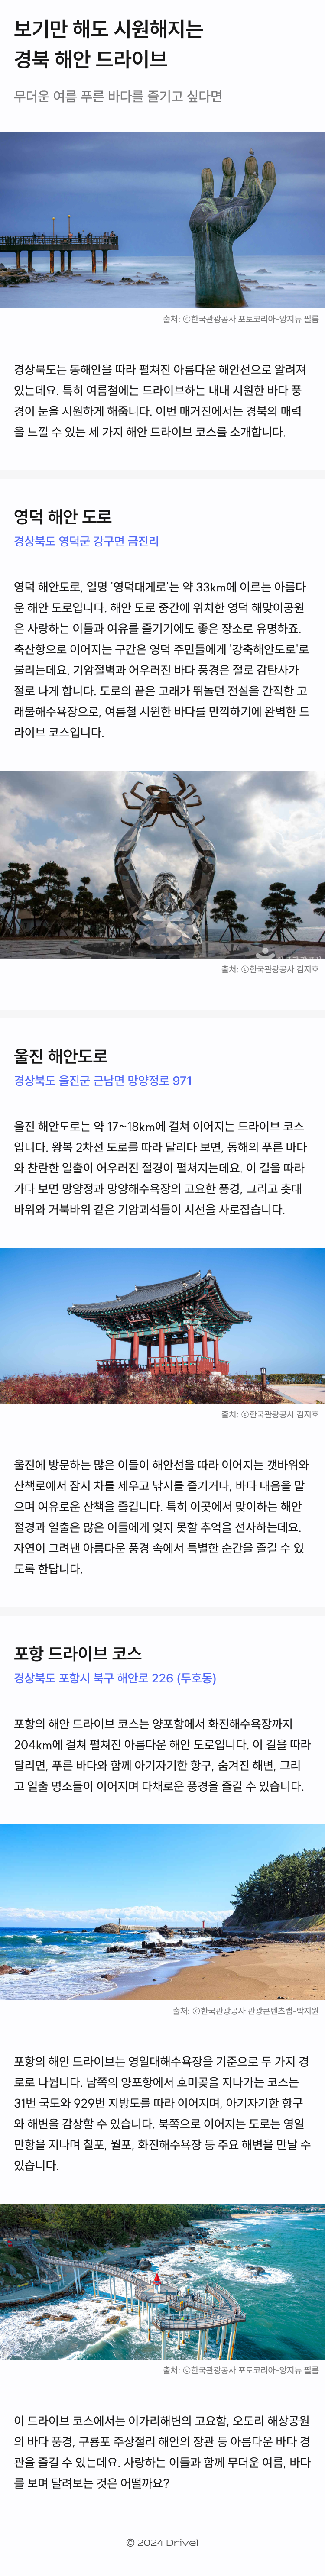 보기만 해도 시원해지는
경북 해안 드라이브
무더운 여름 푸른 바다를 즐기고 싶다면
출처: ⓒ한국관광공사 포토코리아-앙지뉴 필름
경상북도는 동해안을 따라 펼쳐진 아름다운 해안선으로 알려져
있는데요. 특히 여름철에는 드라이브하는 내내 시원한 바다 풍
경이 눈을 시원하게 해줍니다. 이번 매거진에서는 경북의 매력
을 느낄 수 있는 세 가지 해안 드라이브 코스를 소개합니다.
영덕 해안 도로
경상북도 영덕군 강구면 금진리
영덕 해안도로, 일명 '영덕대게로'는 약 33km에 이르는 아름다
운 해안 도로입니다. 해안 도로 중간에 위치한 영덕 해맞이공원
은 사랑하는 이들과 여유를 즐기기에도 좋은 장소로 유명하죠.
축산항으로 이어지는 구간은 영덕 주민들에게 '강축해안도로'로
불리는데요. 기암절벽과 어우러진 바다 풍경은 절로 감탄사가
절로 나게 합니다. 도로의 끝은 고래가 뛰놀던 전설을 간직한 고
래불해수욕장으로, 여름철 시원한 바다를 만끽하기에 완벽한 드
라이브 코스입니다.
출처: ⓒ한국관광공사 김지호
울진 해안도로
경상북도 울진군 근남면 망양정로 971
울진 해안도로는 약 17~18km에 걸쳐 이어지는 드라이브 코스
입니다. 왕복 2차선 도로를 따라 달리다 보면, 동해의 푸른 바다
와 찬란한 일출이 어우러진 절경이 펼쳐지는데요. 이 길을 따라
가다 보면 망양정과 망양해수욕장의 고요한 풍경, 그리고 촛대
바위와 거북바위 같은 기암괴석들이 시선을 사로잡습니다.
출처: ⓒ한국관광공사 김지호
울진에 방문하는 많은 이들이 해안선을 따라 이어지는 갯바위와
산책로에서 잠시 차를 세우고 낚시를 즐기거나, 바다 내음을 맡
으며 여유로운 산책을 즐깁니다. 특히 이곳에서 맞이하는 해안
절경과 일출은 많은 이들에게 잊지 못할 추억을 선사하는데요.
자연이 그려낸 아름다운 풍경 속에서 특별한 순간을 즐길 수 있
도록 한답니다.
포항 드라이브 코스
경상북도 포항시 북구 해안로 226 (두호동)
포항의 해안 드라이브 코스는 양포항에서 화진해수욕장까지
204km에 걸쳐 펼쳐진 아름다운 해안 도로입니다. 이 길을 따라
달리면, 푸른 바다와 함께 아기자기한 항구, 숨겨진 해변, 그리
고 일출 명소들이 이어지며 다채로운 풍경을 즐길 수 있습니다.
출처: ⓒ한국관광공사 관광콘텐츠랩-박지원
포항의 해안 드라이브는 영일대해수욕장을 기준으로 두 가지 경
로로 나뉩니다. 남쪽의 양포항에서 호미곶을 지나가는 코스는
31번 국도와 929번 지방도를 따라 이어지며, 아기자기한 항구
와 해변을 감상할 수 있습니다. 북쪽으로 이어지는 도로는 영일
만항을 지나며 칠포, 월포, 화진해수욕장 등 주요 해변을 만날 수
있습니다.
출처: ⓒ한국관광공사 포토코리아-앙지뉴 필름
이 드라이브 코스에서는 이가리해변의 고요함, 오도리 해상공원
의 바다 풍경, 구룡포 주상절리 해안의 장관 등 아름다운 바다 경
관을 즐길 수 있는데요. 사랑하는 이들과 함께 무더운 여름, 바다
를 보며 달려보는 것은 어떨까요?
© 2024 Drivel